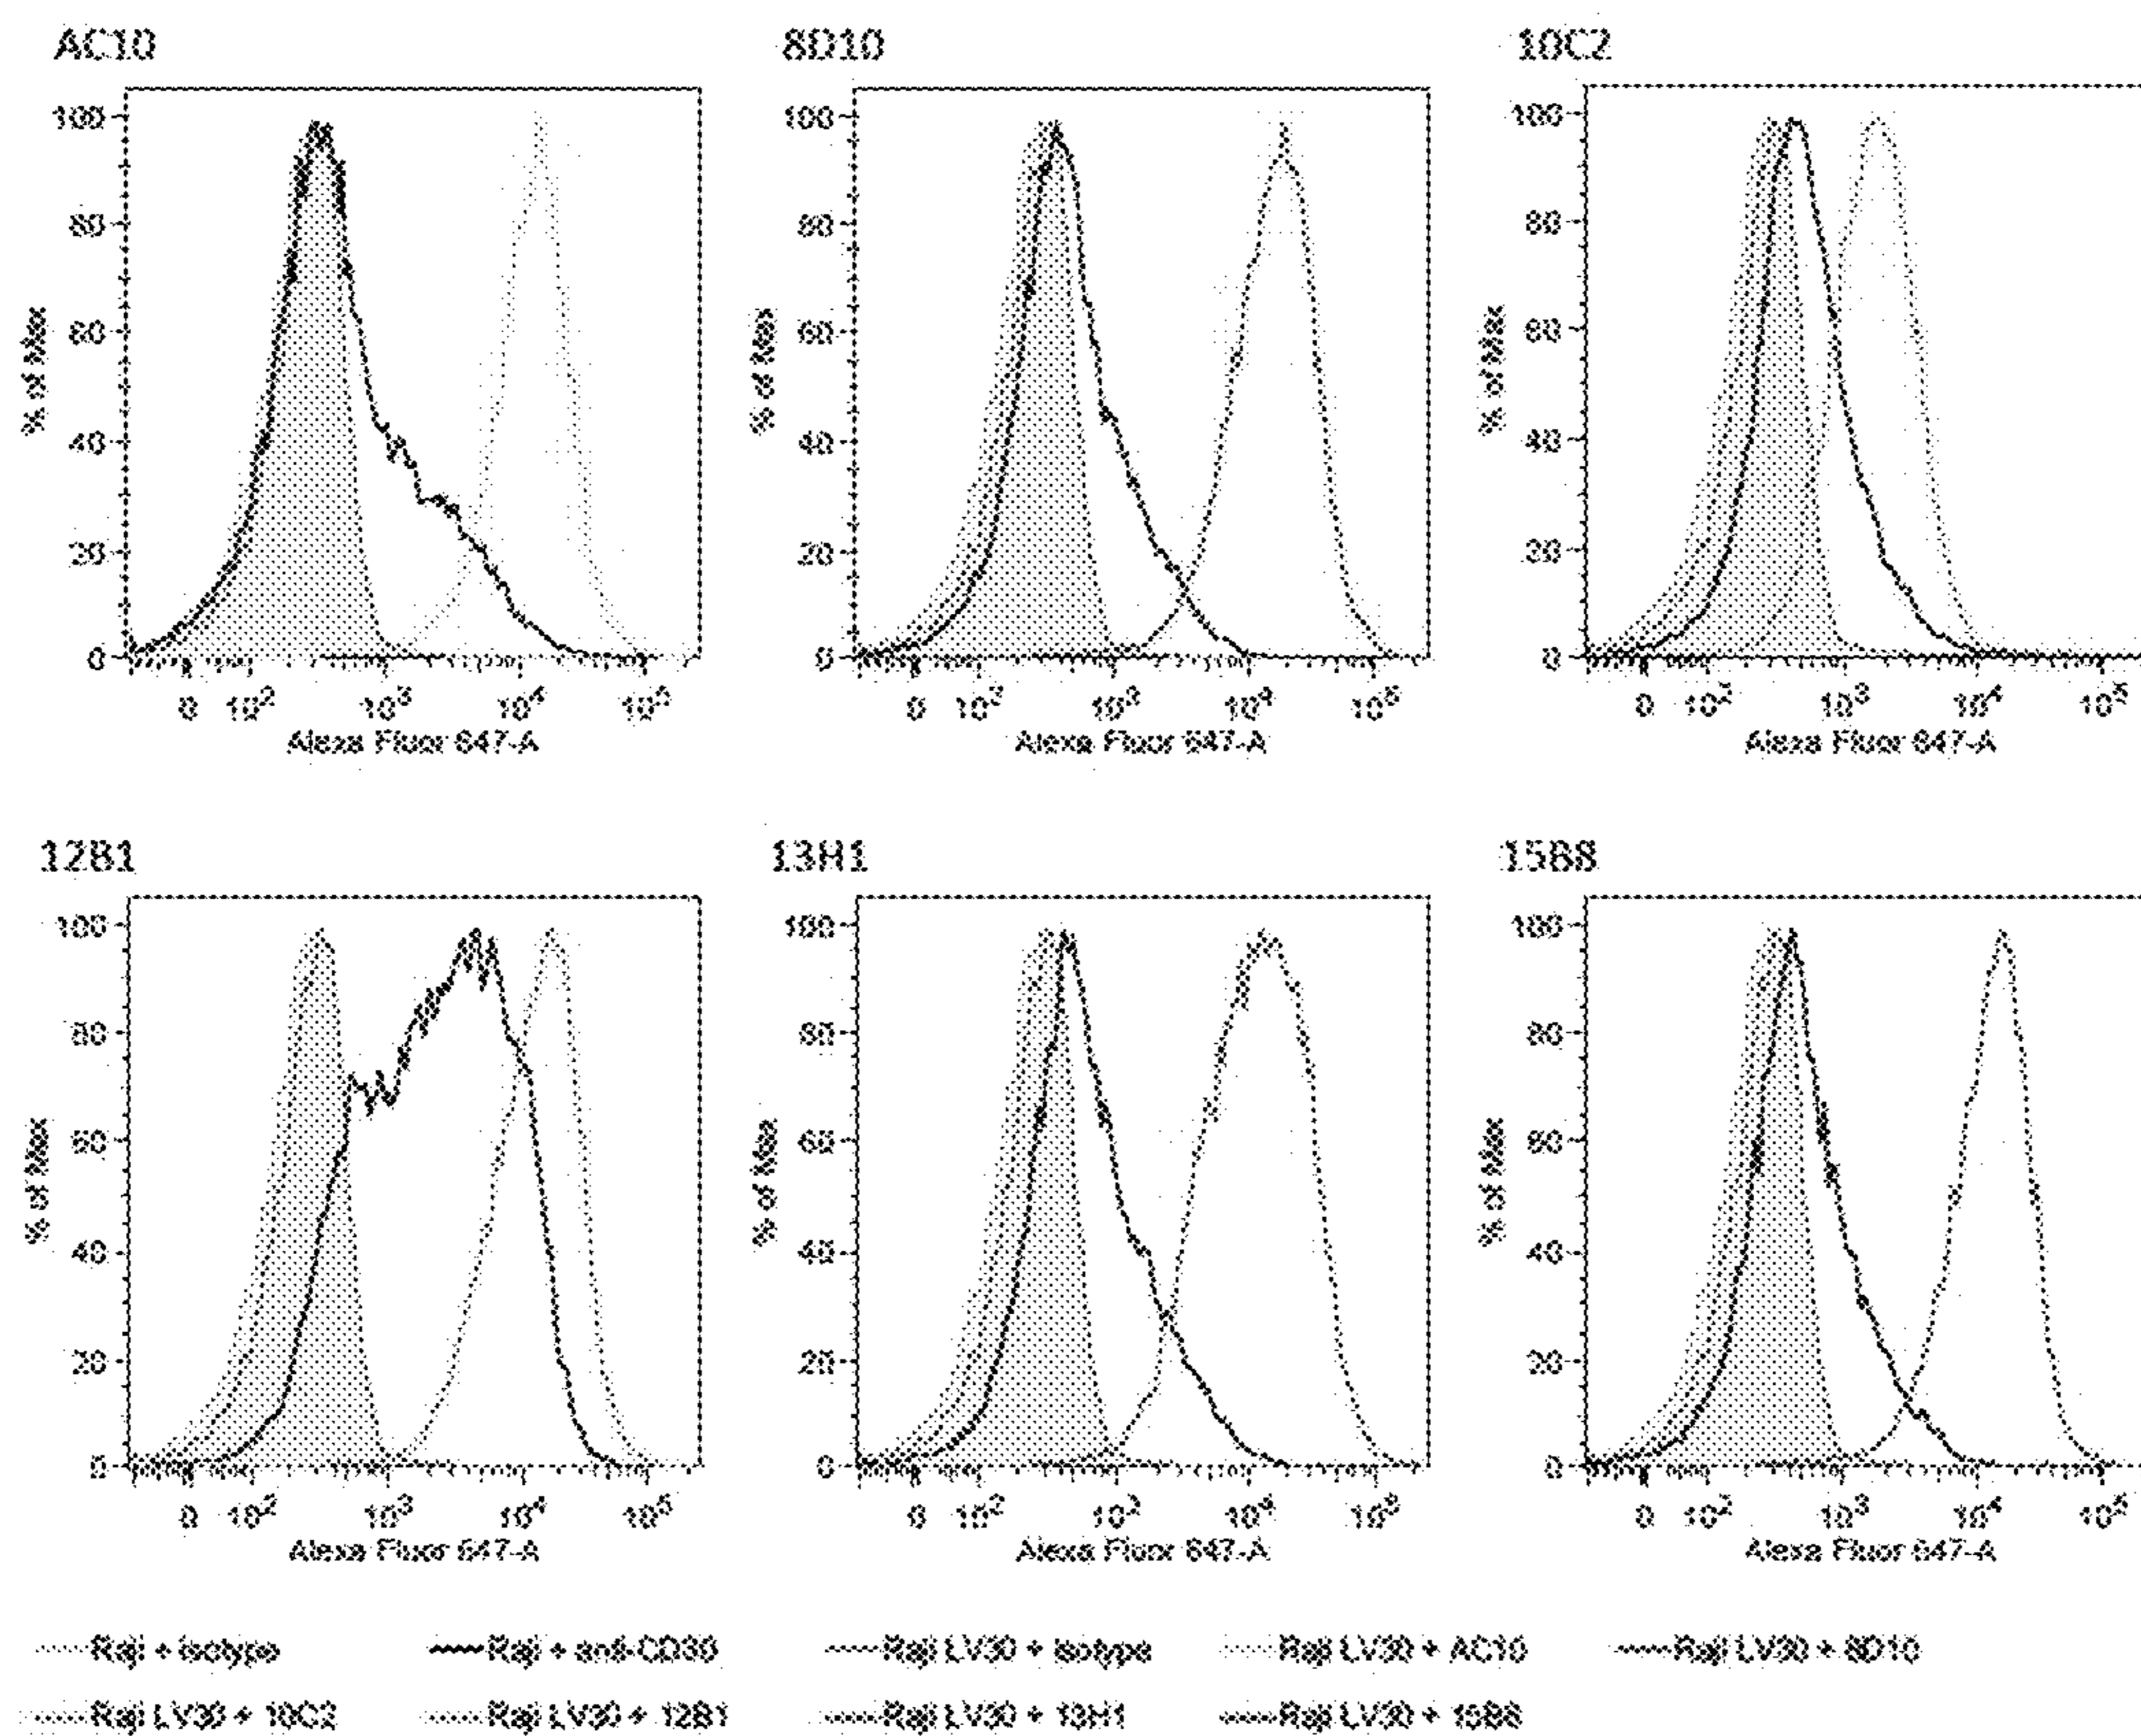 AC10
8D10
10C2
100
80
60
40
20
0
% of Max
0 10² 10³ 10⁴ 10⁵
Alexa Fluor 647-A
100
80
60
40
20
0
% of Max
0 10² 10³ 10⁴ 10⁵
Alexa Fluor 647-A
100
80
60
40
20
0
% of Max
0 10² 10³ 10⁴ 10⁵
Alexa Fluor 647-A
12B1
13H1
15B8
100
80
60
40
20
0
% of Max
0 10² 10³ 10⁴ 10⁵
Alexa Fluor 647-A
100
80
60
40
20
0
% of Max
0 10² 10³ 10⁴ 10⁵
Alexa Fluor 647-A
100
80
60
40
20
0
% of Max
0 10² 10³ 10⁴ 10⁵
Alexa Fluor 647-A
Raji + isotype Raji + anti-CD30 Raji LV30 + isotype Raji LV30 + AC10 Raji LV30 + 8D10
Raji LV30 + 10C2 Raji LV30 + 12B1 Raji LV30 + 13H1 Raji LV30 + 15B8